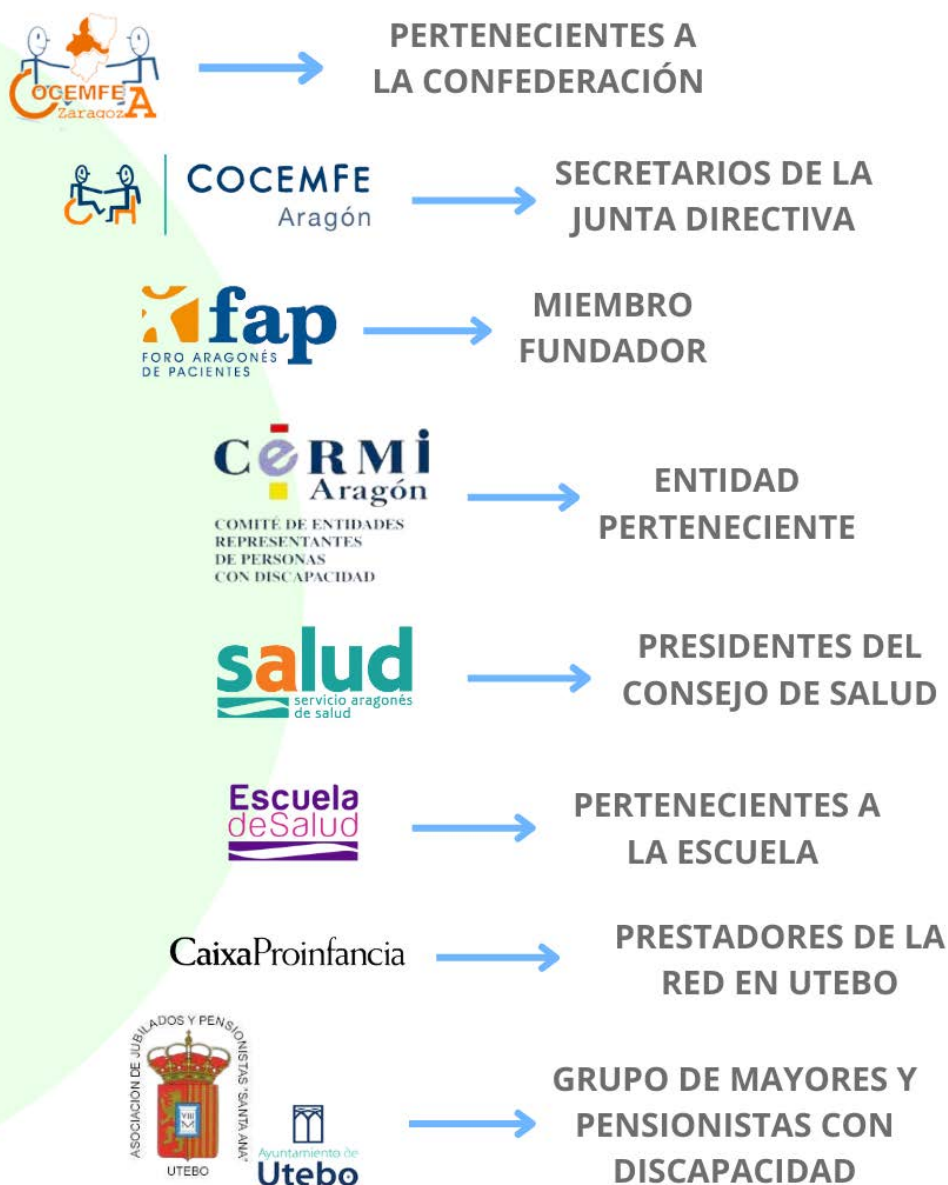 COCEMFE
Zaragoza
PERTENECIENTES A
LA CONFEDERACIÓN
COCEMFE
Aragón
SECRETARIOS DE LA
JUNTA DIRECTIVA
fap
FORO ARAGONÉS
DE PACIENTES
MIEMBRO
FUNDADOR
CERMI
Aragón
COMITÉ DE ENTIDADES
REPRESENTANTES
DE PERSONAS
CON DISCAPACIDAD
ENTIDAD
PERTENECIENTE
salud
servicio aragonés
de salud
PRESIDENTES DEL
CONSEJO DE SALUD
Escuela
deSalud
PERTENECIENTES A
LA ESCUELA
CaixaProinfancia
PRESTADORES DE LA
RED EN UTEBO
ASOCIACION DE JUBILADOS Y PENSIONISTAS "SANTA ANA"
UTEBO
Ayuntamiento de
Utebo
GRUPO DE MAYORES Y
PENSIONISTAS CON
DISCAPACIDAD